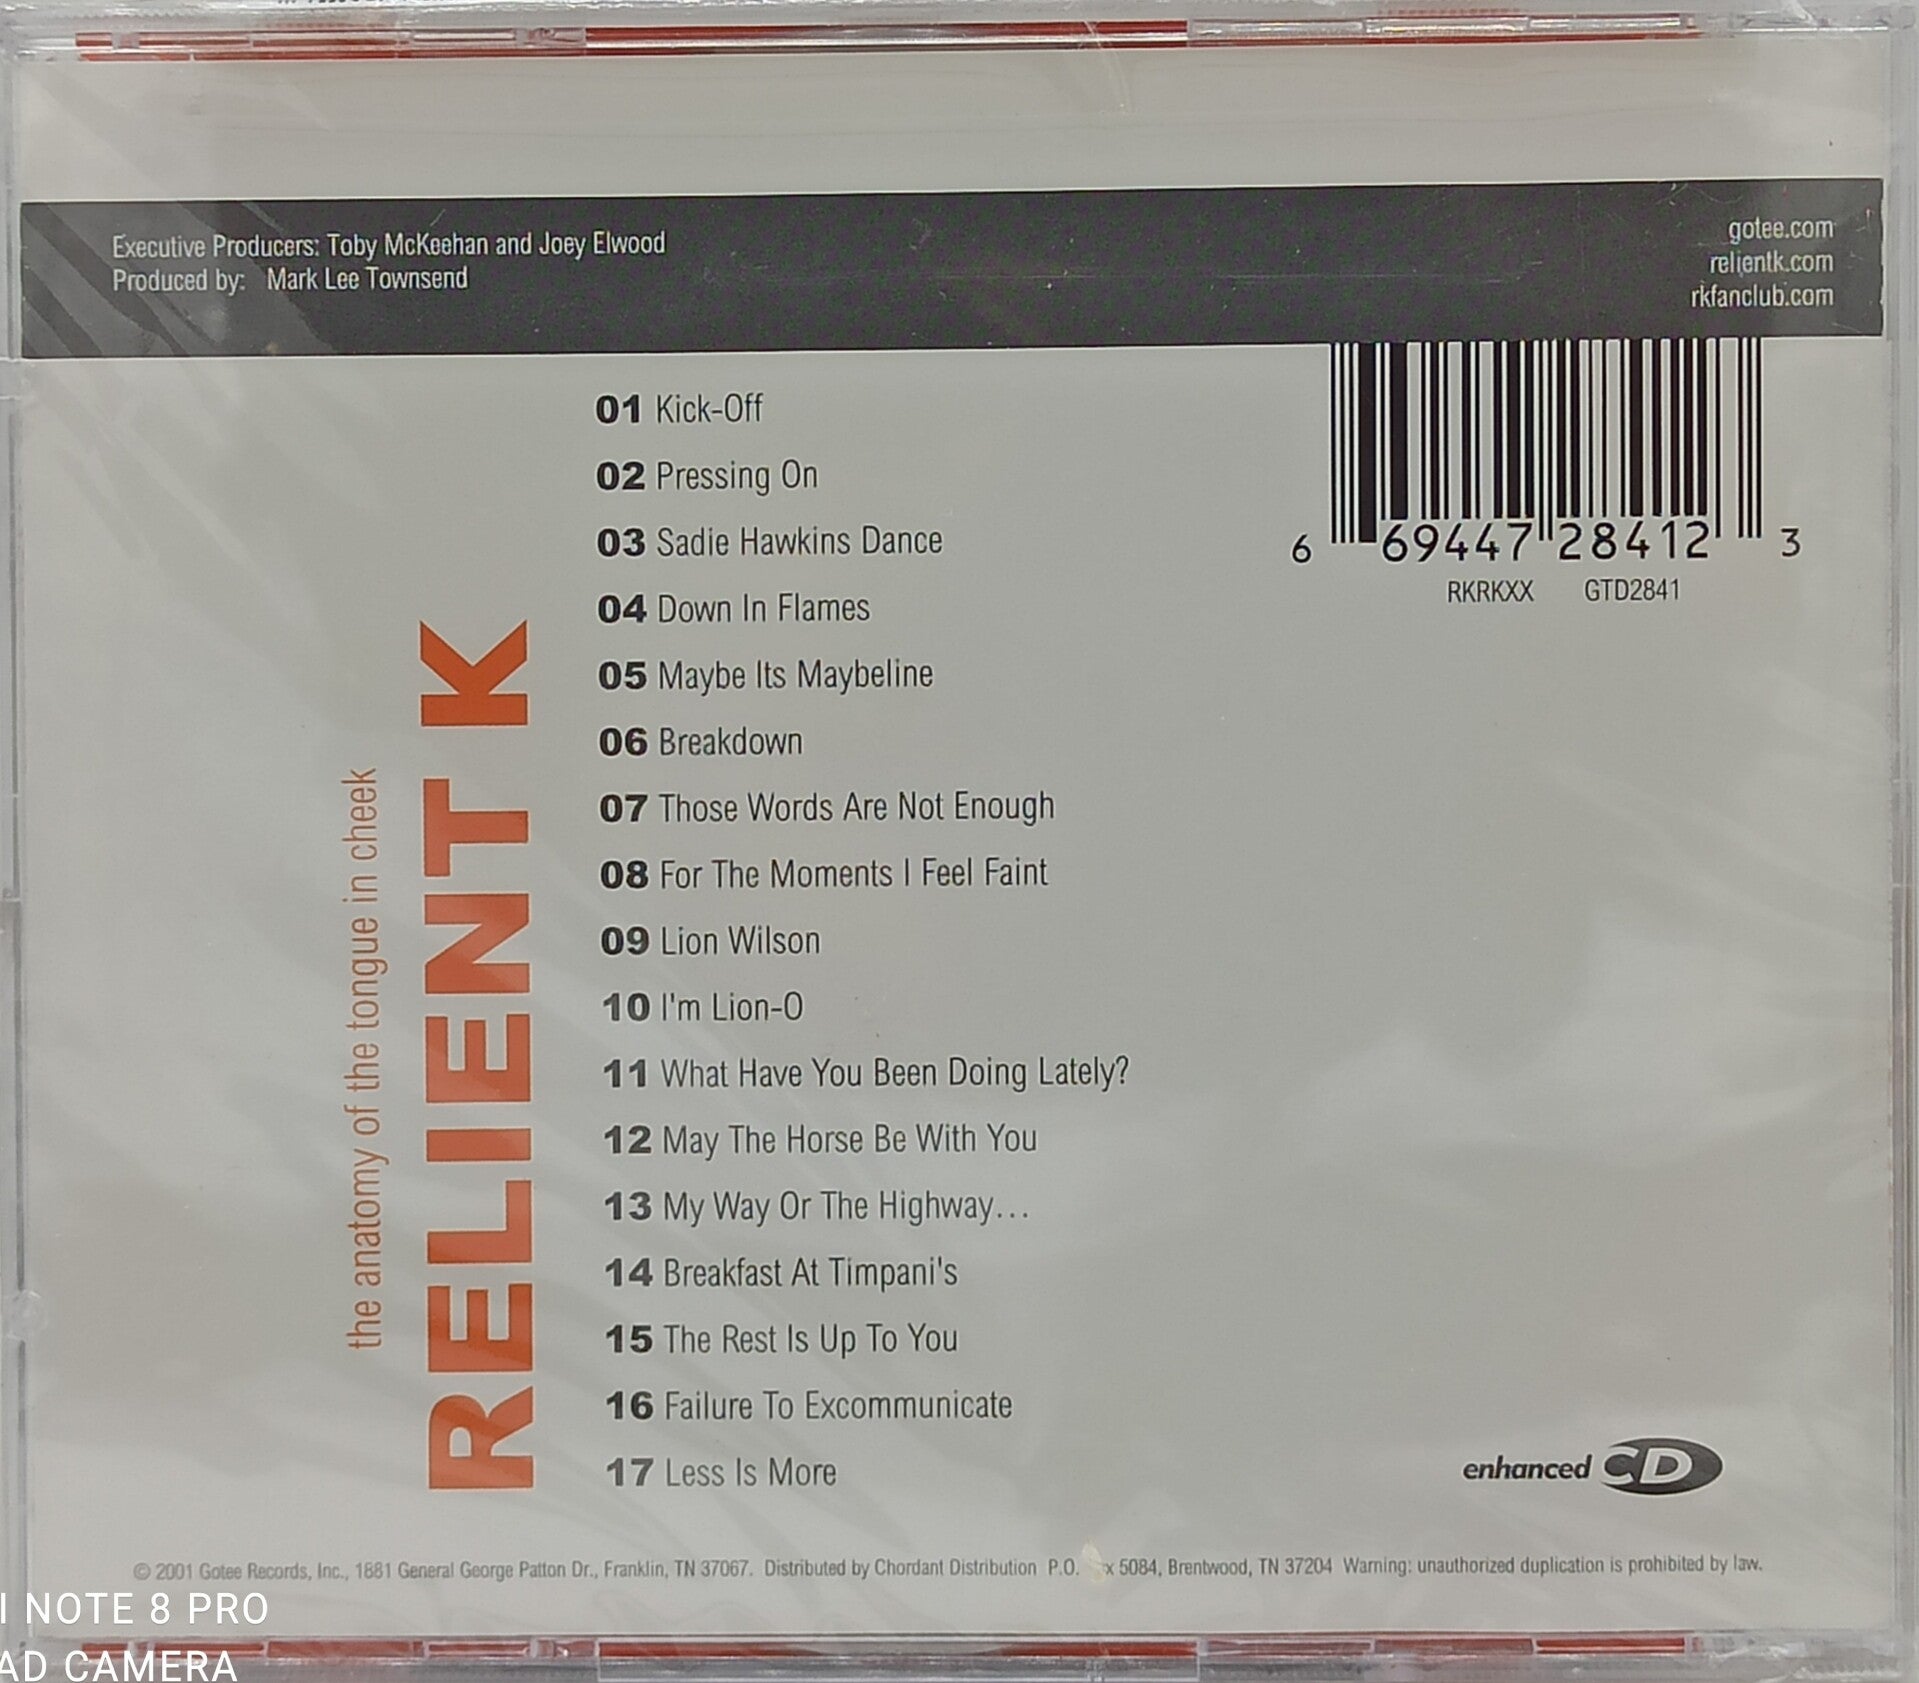 Executive Producers: Toby McKeehan and Joey Elwood
Produced by: Mark Lee Townsend
gotee.com
relientk.com
rkfanclub.com
6 69447 28412 3
RKRKXX GTD2841
the anatomy of the tongue in cheek
RELIENT K
01 Kick-Off
02 Pressing On
03 Sadie Hawkins Dance
04 Down In Flames
05 Maybe Its Maybeline
06 Breakdown
07 Those Words Are Not Enough
08 For The Moments I Feel Faint
09 Lion Wilson
10 I'm Lion-O
11 What Have You Been Doing Lately?
12 May The Horse Be With You
13 My Way Or The Highway...
14 Breakfast At Timpani's
15 The Rest Is Up To You
16 Failure To Excommunicate
17 Less Is More
enhanced CD
© 2001 Gotee Records, Inc., 1881 General George Patton Dr., Franklin, TN 37067. Distributed by Chordant Distribution P.O. x 5084, Brentwood, TN 37204 Warning: unauthorized duplication is prohibited by law.
I NOTE 8 PRO
AD CAMERA